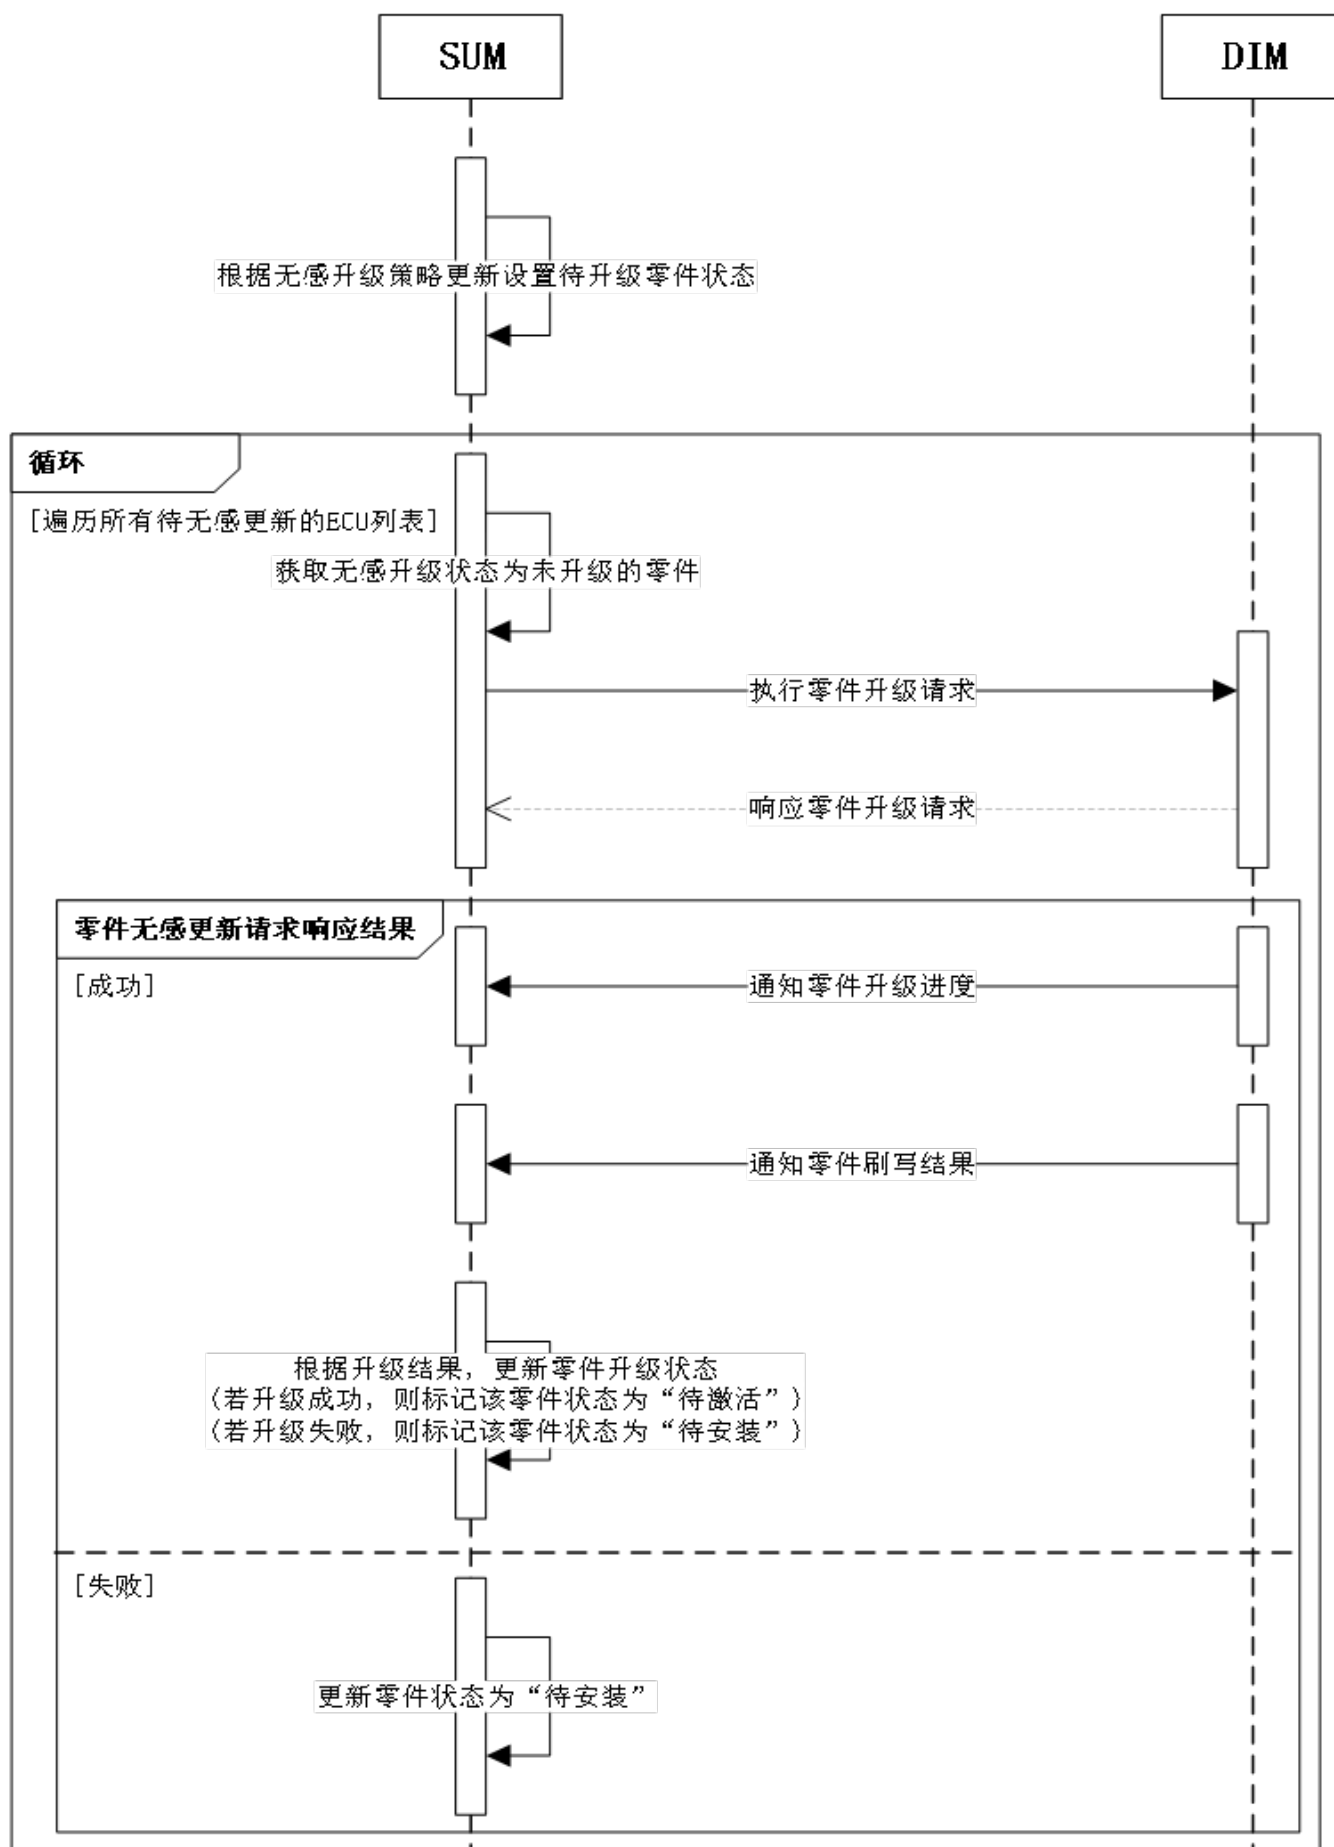 SUM
DIM
根据无感升级策略更新设置待升级零件状态
循环
[遍历所有待无感更新的ECU列表]
获取无感升级状态为未升级的零件
执行零件升级请求
响应零件升级请求
零件无感更新请求响应结果
[成功]
通知零件升级进度
通知零件刷写结果
根据升级结果，更新零件升级状态
(若升级成功，则标记该零件状态为“待激活”)
(若升级失败，则标记该零件状态为“待安装”)
[失败]
更新零件状态为“待安装”